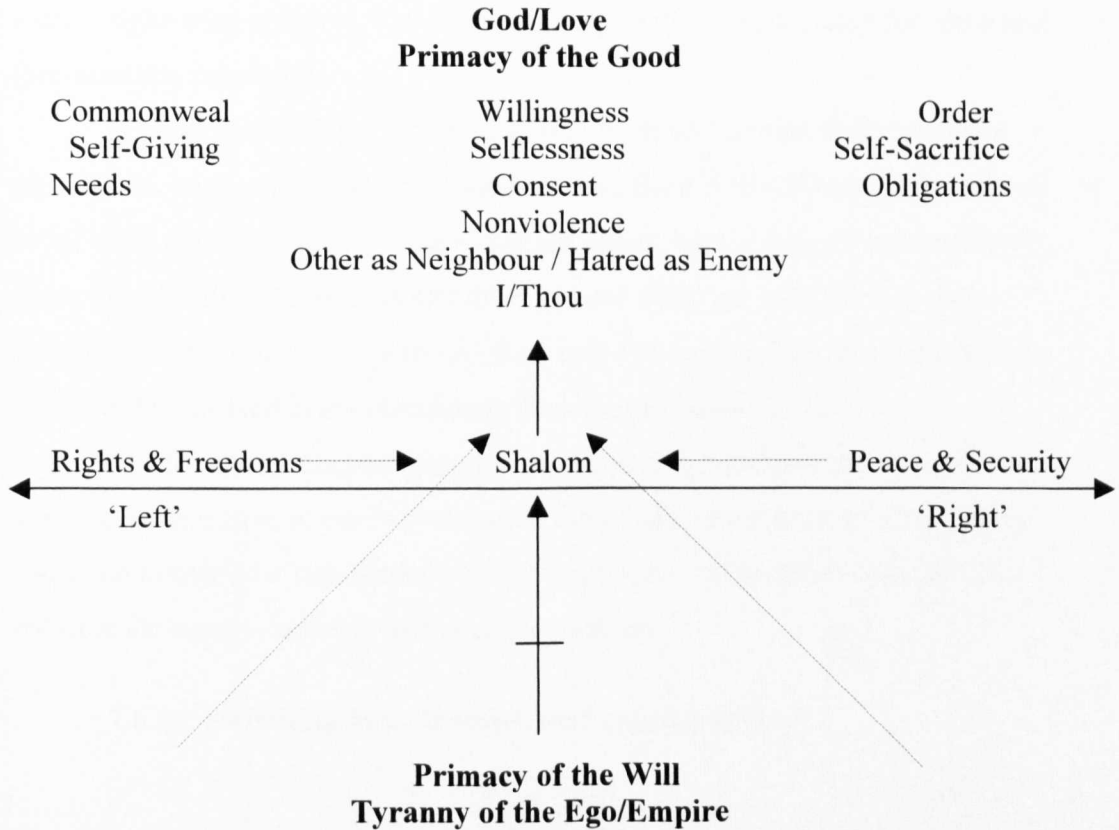 God/Love
Primacy of the Good
Commonweal Willingness Order
Self-Giving Selflessness Self-Sacrifice
Needs Consent Obligations
Nonviolence
Other as Neighbour / Hatred as Enemy
I/Thou
Rights & Freedoms Shalom Peace & Security
‘Left’ ‘Right’
Primacy of the Will
Tyranny of the Ego/Empire